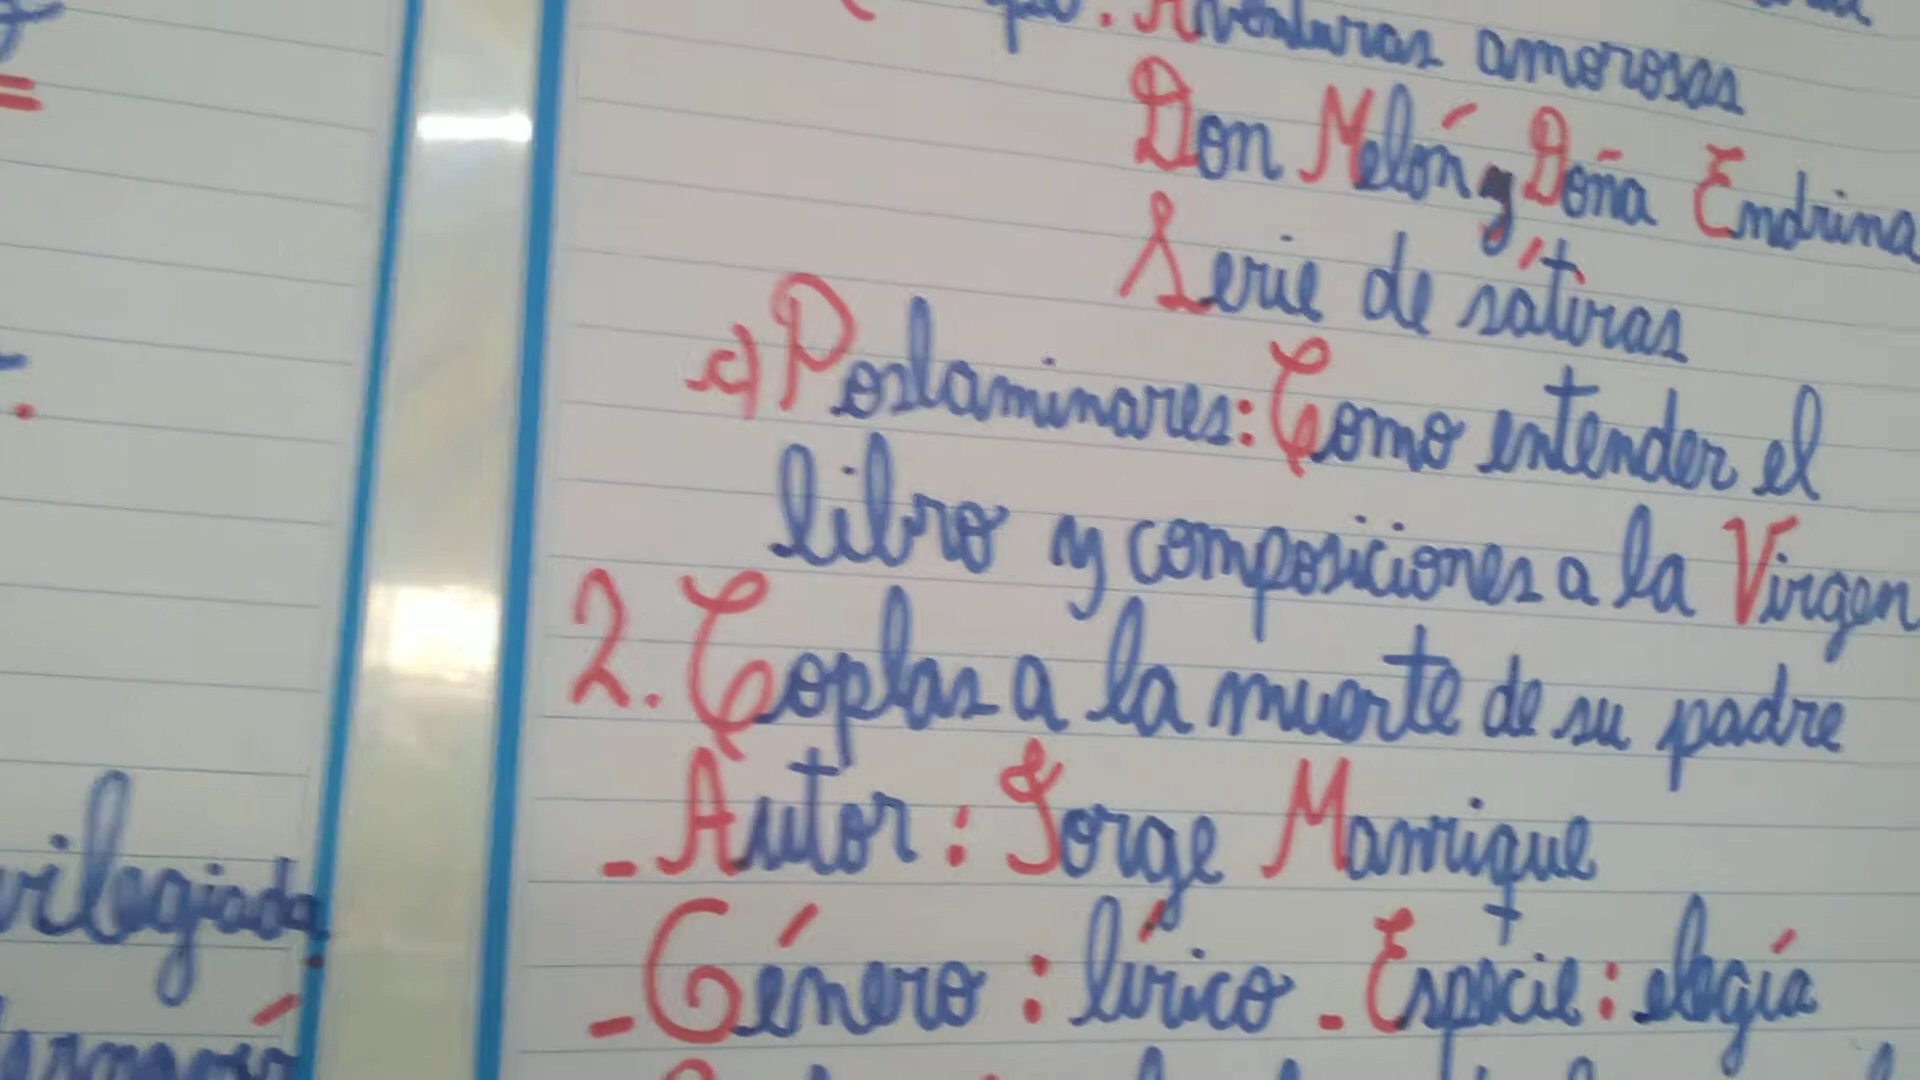 Aventuras amorosas
Don Melón y Doña Endrina
Serie de sátiras
c) Poslaminares: Como entender el
libro y composiciones a la Virgen
2. Coplas a la muerte de su padre
- Autor: Jorge Manrique
- Género: lírico - Especie: elegía